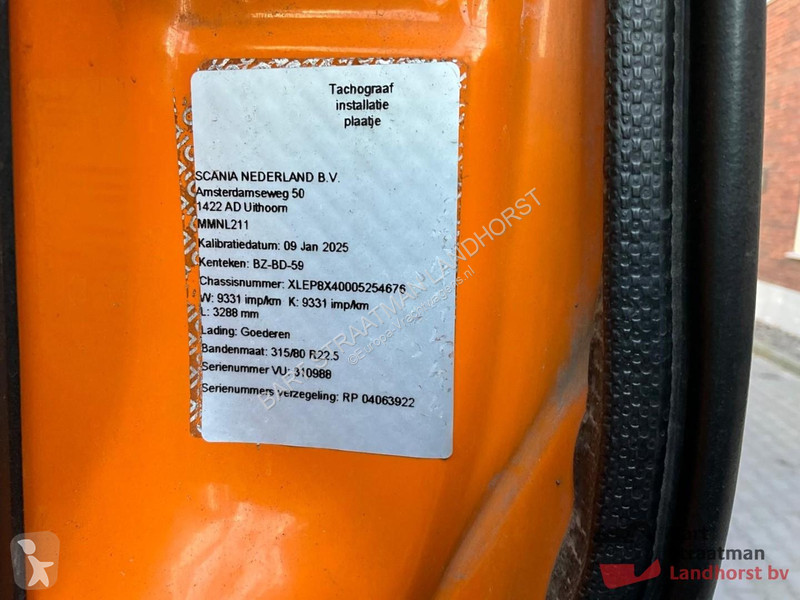 Tachograaf
installatie
plaatje
SCANIA NEDERLAND B.V.
Amsterdamseweg 50
1422 AD Uithoorn
MMNL211
Kalibratiedatum: 09 Jan 2025
Kenteken: BZ-BD-59
Chassisnummer: XLEP8X40005254676
W: 9331 imp/km K: 9331 imp/km
L: 3288 mm
Lading: Goederen
Bandenmaat: 315/80 R22.5
Serienummer VU: 310988
Serienummers verzegeling: RP 04063922
BART STRAATMAN LANDHORST
Bart
Straatman
Landhorst bv